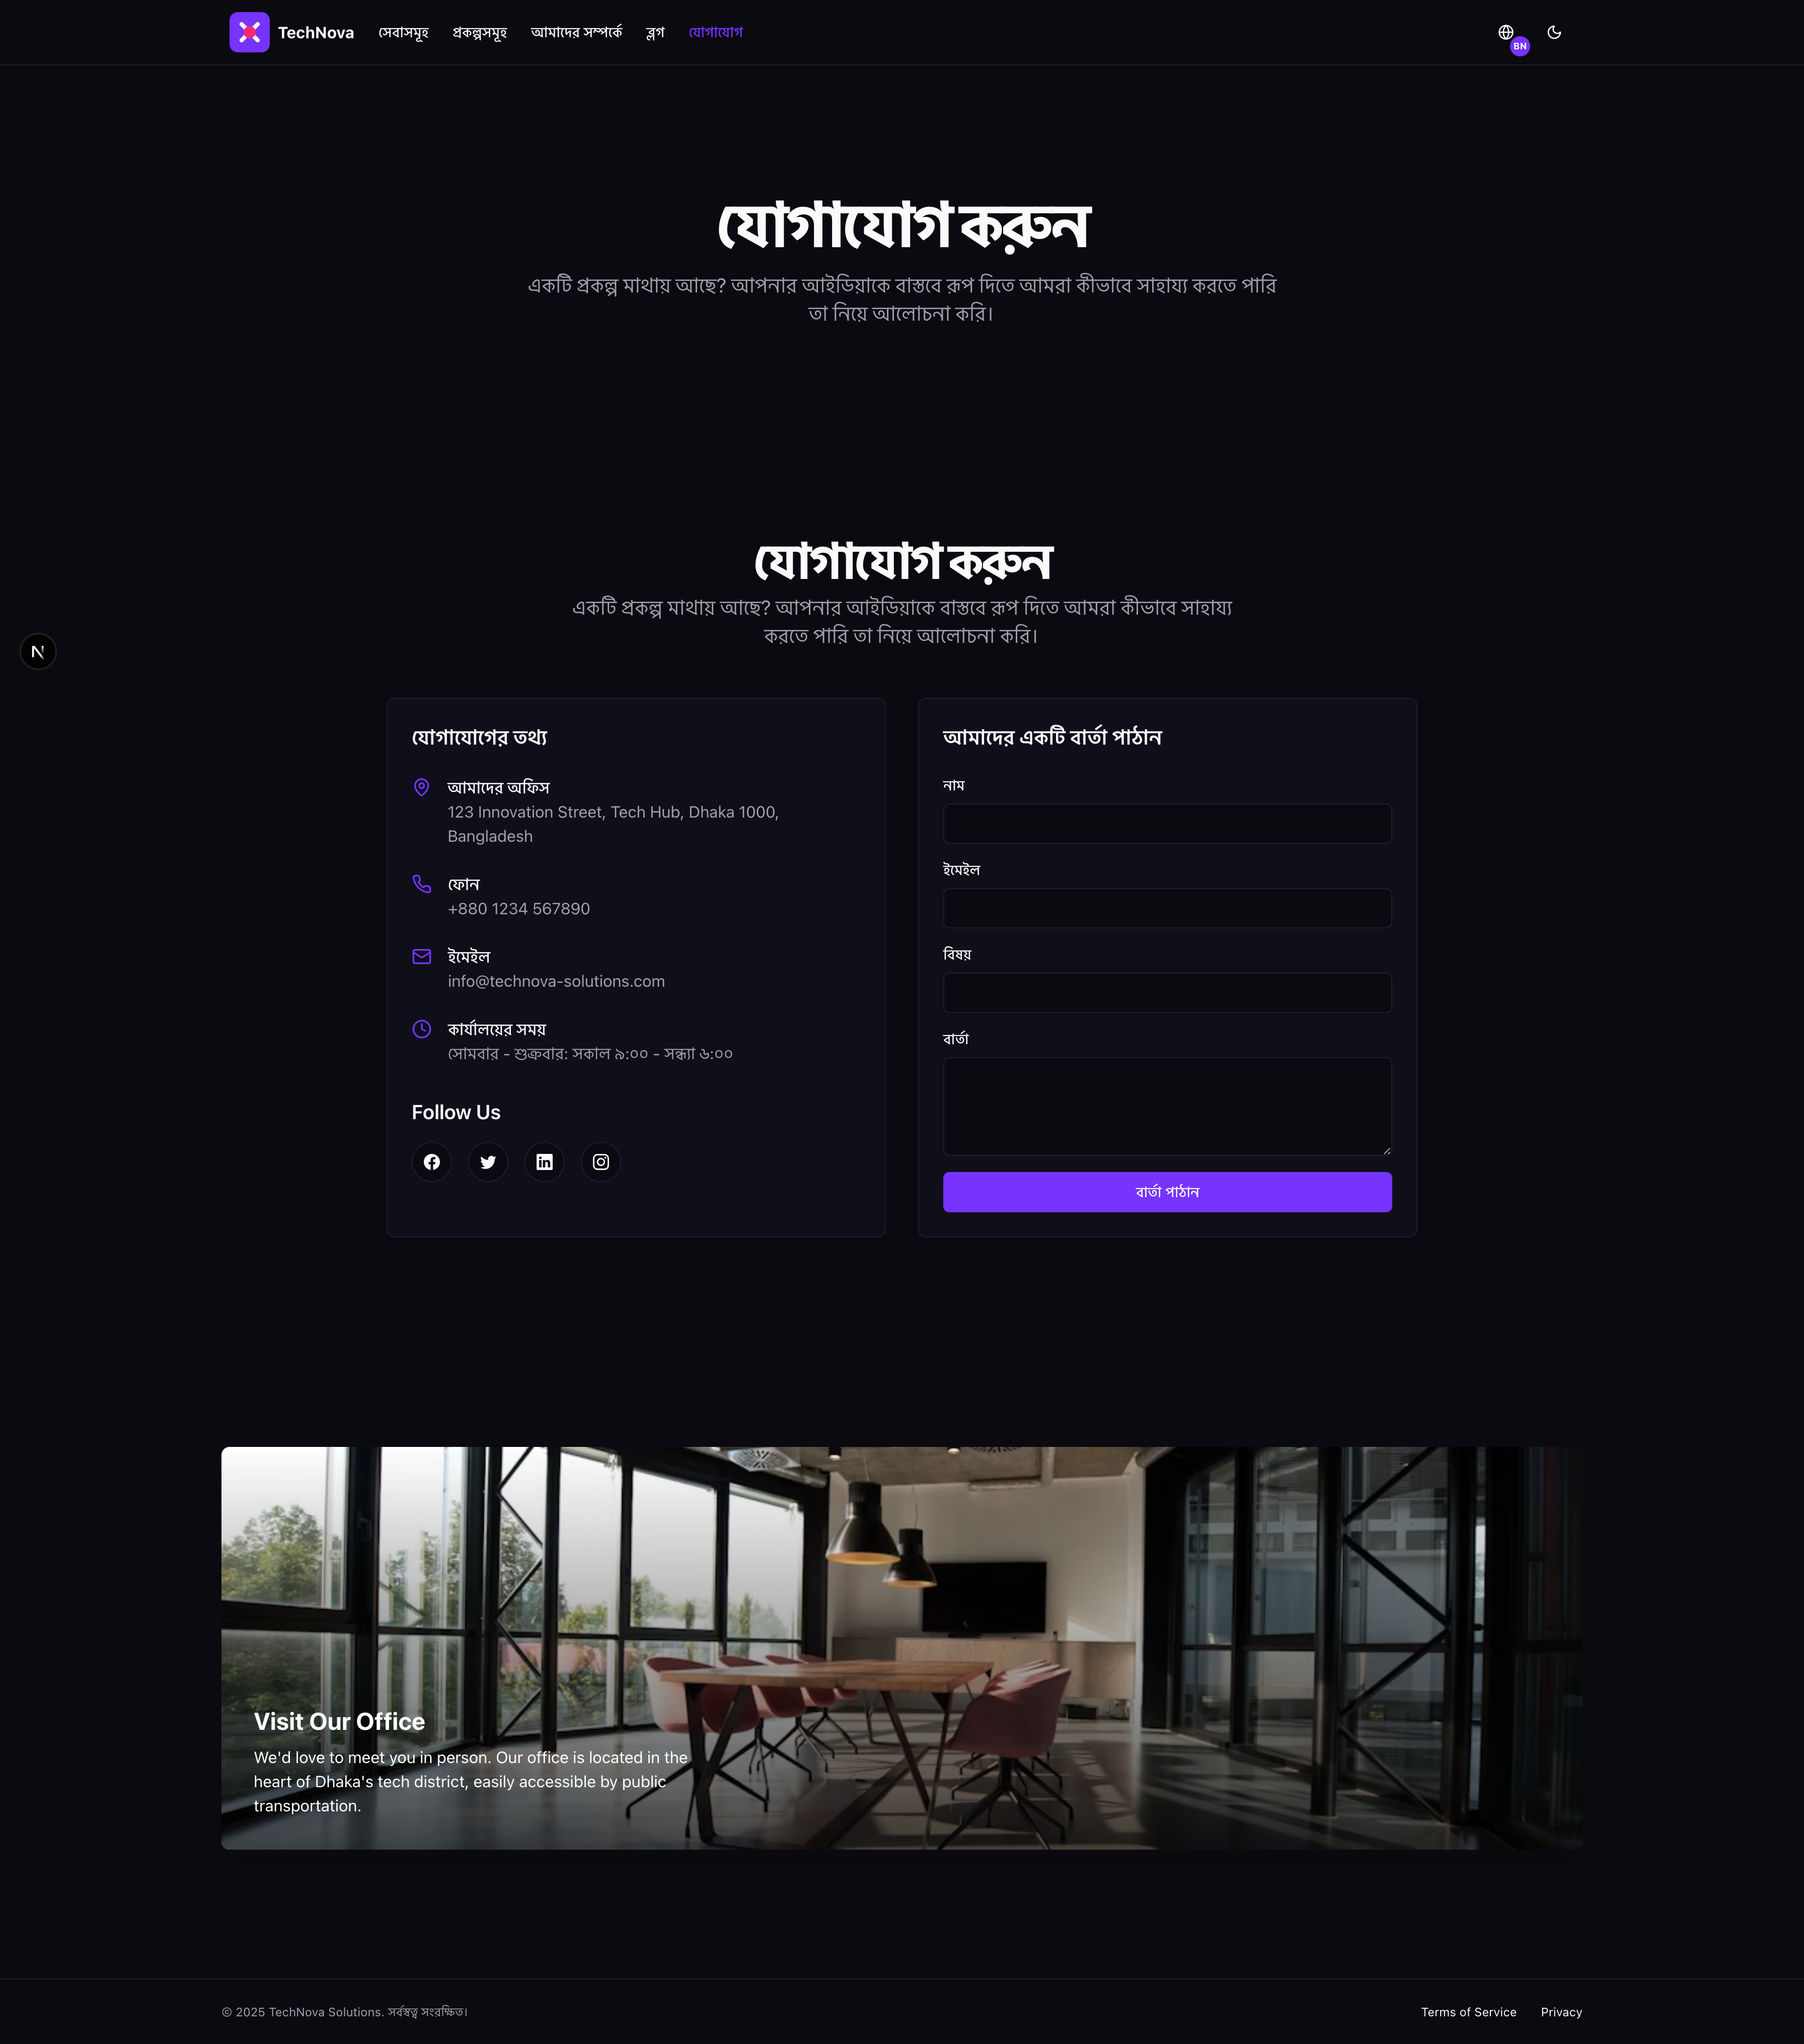 TechNova
সেবাসমূহ
প্রকল্পসমূহ
আমাদের সম্পর্কে
ব্লগ
যোগাযোগ
BN
যোগাযোগ করুন
একটি প্রকল্প মাথায় আছে? আপনার আইডিয়াকে বাস্তবে রূপ দিতে আমরা কীভাবে সাহায্য করতে পারি
তা নিয়ে আলোচনা করি।
যোগাযোগ করুন
একটি প্রকল্প মাথায় আছে? আপনার আইডিয়াকে বাস্তবে রূপ দিতে আমরা কীভাবে সাহায্য
করতে পারি তা নিয়ে আলোচনা করি।
N
যোগাযোগের তথ্য
আমাদের অফিস
123 Innovation Street, Tech Hub, Dhaka 1000,
Bangladesh
ফোন
+880 1234 567890
ইমেইল
info@technova-solutions.com
কার্যালয়ের সময়
সোমবার - শুক্রবার: সকাল ৯:০০ - সন্ধ্যা ৬:০০
Follow Us
আমাদের একটি বার্তা পাঠান
নাম
ইমেইল
বিষয়
বার্তা
বার্তা পাঠান
Visit Our Office
We'd love to meet you in person. Our office is located in the
heart of Dhaka's tech district, easily accessible by public
transportation.
© 2025 TechNova Solutions. সর্বস্বত্ব সংরক্ষিত।
Terms of Service
Privacy